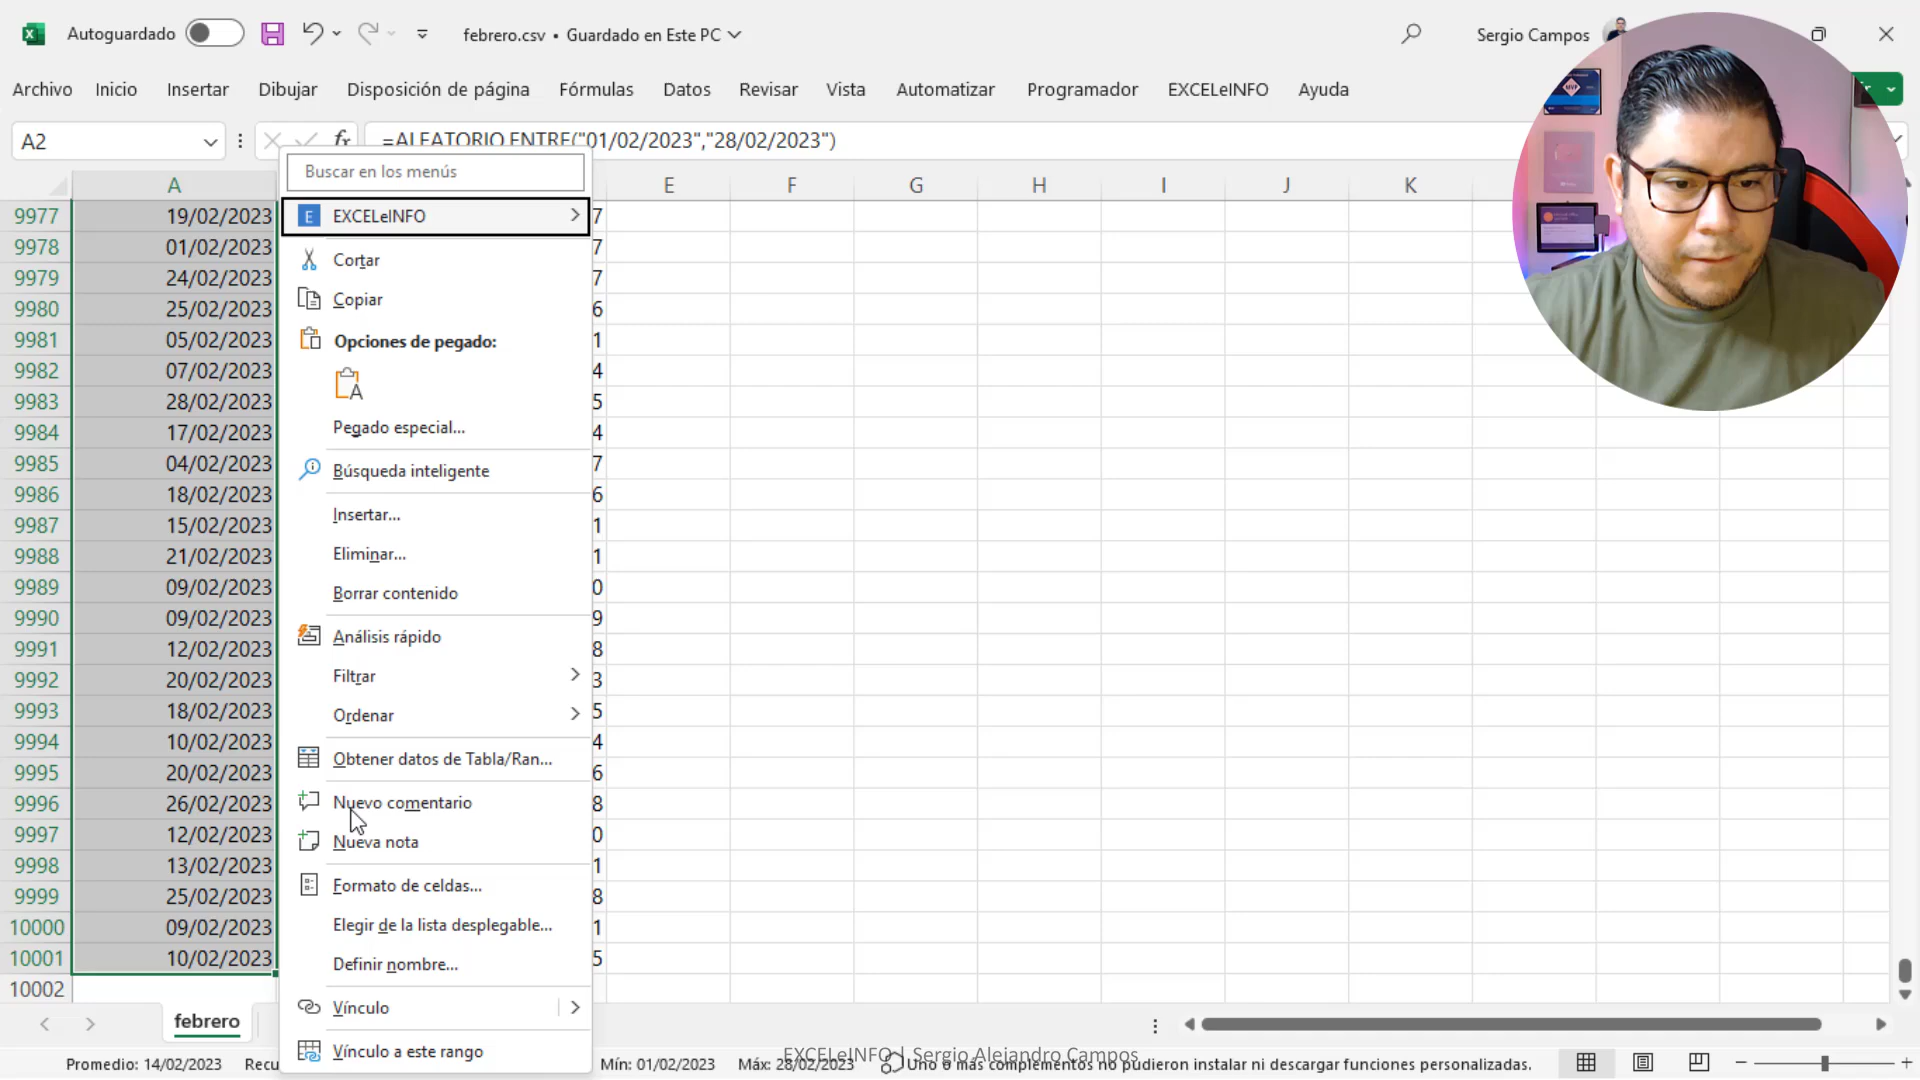 Autoguardado
febrero.csv • Guardado en Este PC
Sergio Campos
Archivo Inicio Insertar Dibujar Disposición de página Fórmulas Datos Revisar Vista Automatizar Programador EXCELeINFO Ayuda
A2
fx
=ALEATORIO.ENTRE("01/02/2023","28/02/2023")
A E F G H I J K
9977 19/02/2023 7
9978 01/02/2023 7
9979 24/02/2023 7
9980 25/02/2023 6
9981 05/02/2023 1
9982 07/02/2023 4
9983 28/02/2023 5
9984 17/02/2023 4
9985 04/02/2023 7
9986 18/02/2023 6
9987 15/02/2023 1
9988 21/02/2023 1
9989 09/02/2023 0
9990 09/02/2023 9
9991 12/02/2023 8
9992 20/02/2023 3
9993 18/02/2023 5
9994 10/02/2023 4
9995 20/02/2023 6
9996 26/02/2023 8
9997 12/02/2023 0
9998 13/02/2023 1
9999 25/02/2023 8
10000 09/02/2023 1
10001 10/02/2023 5
10002
Buscar en los menús
E EXCELeINFO
Cortar
Copiar
Opciones de pegado:
A
Pegado especial...
Búsqueda inteligente
Insertar...
Eliminar...
Borrar contenido
Análisis rápido
Filtrar
Ordenar
Obtener datos de Tabla/Ran...
Nuevo comentario
Nueva nota
Formato de celdas...
Elegir de la lista desplegable...
Definir nombre...
Vínculo
Vínculo a este rango
febrero
Promedio: 14/02/2023 Recu Mín: 01/02/2023 Máx: 28/02/2023 Uno o más complementos no pudieron instalar ni descargar funciones personalizadas.
EXCELeINFO | Sergio Alejandro Campos
MVP